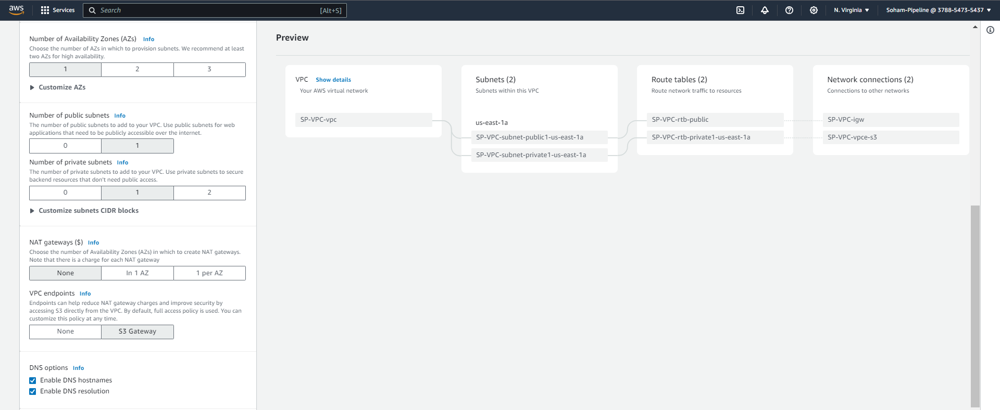 aws Services Search [Alt+S] N. Virginia Soham-Pipeline @ 3788-5473-5437
Number of Availability Zones (AZs) Info
Choose the number of AZs in which to provision subnets. We recommend at least
two AZs for high availability.
1 2 3
Customize AZs
Number of public subnets Info
The number of public subnets to add to your VPC. Use public subnets for web
applications that need to be publicly accessible over the internet.
0 1
Number of private subnets Info
The number of private subnets to add to your VPC. Use private subnets to secure
backend resources that don't need public access.
0 1 2
Customize subnets CIDR blocks
NAT gateways ($) Info
Choose the number of Availability Zones (AZs) in which to create NAT gateways.
Note that there is a charge for each NAT gateway
None In 1 AZ 1 per AZ
VPC endpoints Info
Endpoints can help reduce NAT gateway charges and improve security by
accessing S3 directly from the VPC. By default, full access policy is used. You can
customize this policy at any time.
None S3 Gateway
DNS options Info
Enable DNS hostnames
Enable DNS resolution
Preview
VPC Show details
Your AWS virtual network
SP-VPC-vpc
Subnets (2)
Subnets within this VPC
us-east-1a
SP-VPC-subnet-public1-us-east-1a
SP-VPC-subnet-private1-us-east-1a
Route tables (2)
Route network traffic to resources
SP-VPC-rtb-public
SP-VPC-rtb-private1-us-east-1a
Network connections (2)
Connections to other networks
SP-VPC-igw
SP-VPC-vpce-s3